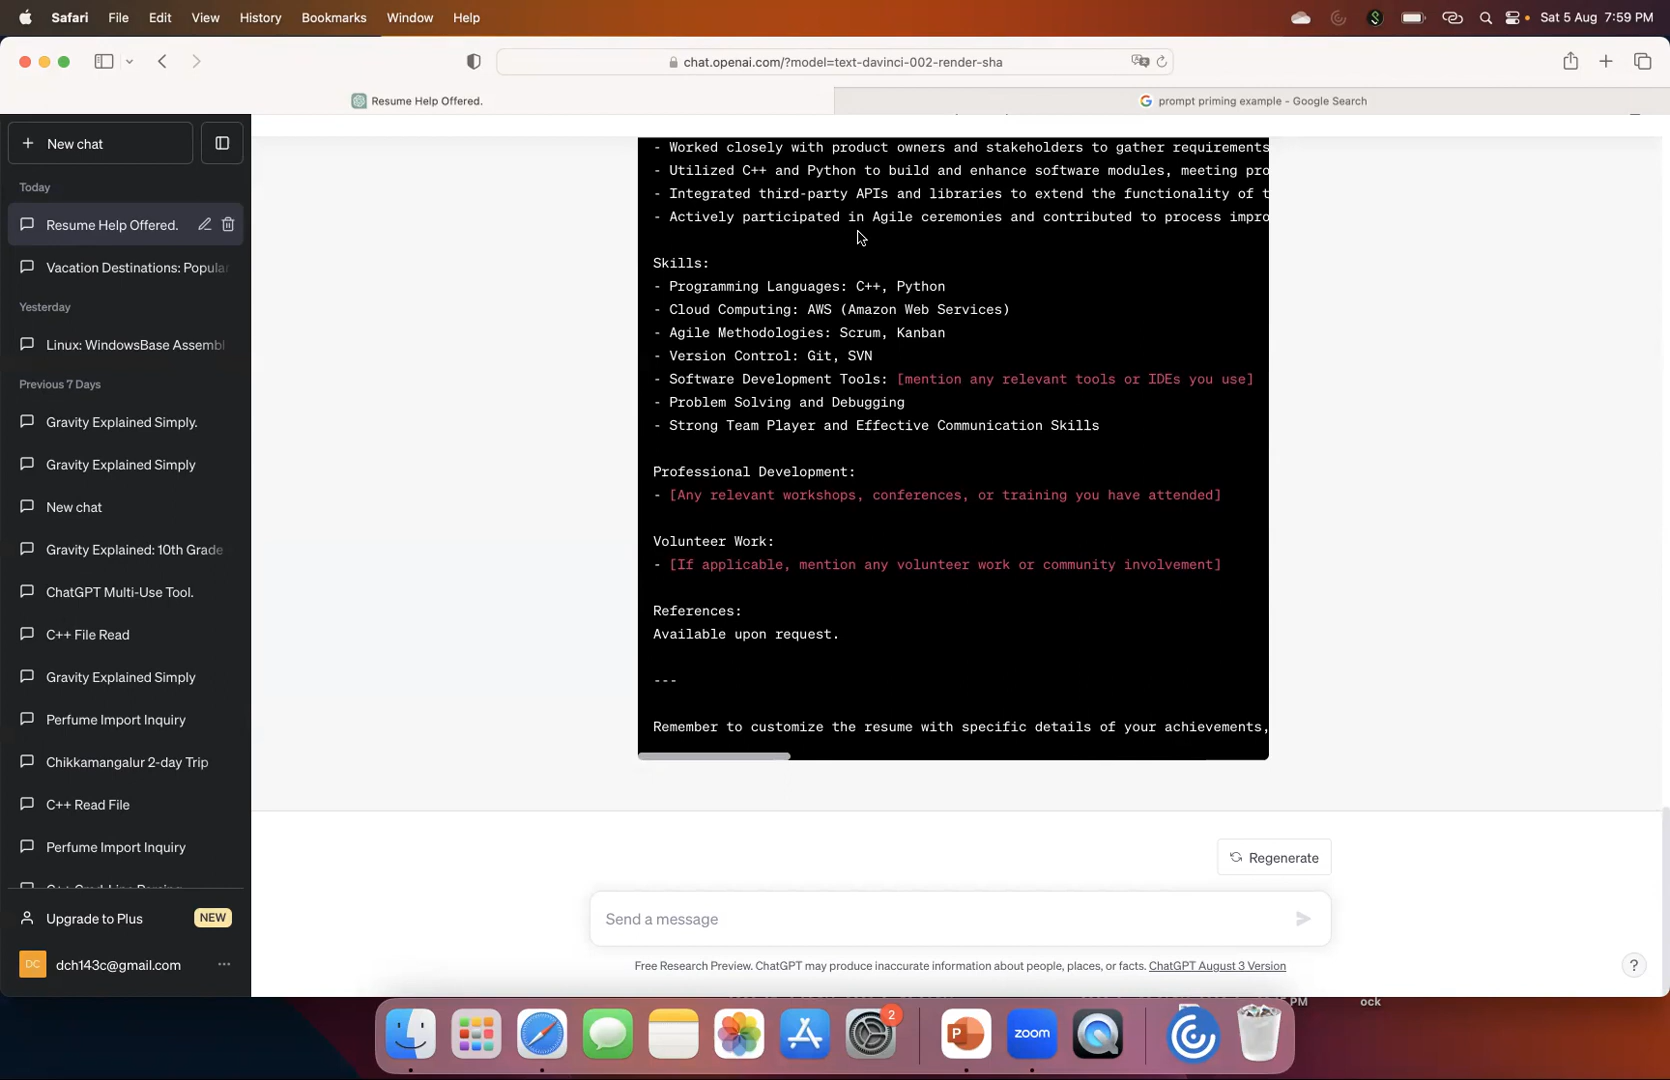 Safari File Edit View History Bookmarks Window Help Sat 5 Aug 7:59 PM
chat.openai.com/?model=text-davinci-002-render-sha
Resume Help Offered.
prompt priming example - Google Search
New chat
Today
Resume Help Offered.
Vacation Destinations: Popular
Yesterday
Linux: WindowsBase Assembl
Previous 7 Days
Gravity Explained Simply.
Gravity Explained Simply
New chat
Gravity Explained: 10th Grade
ChatGPT Multi-Use Tool.
C++ File Read
Gravity Explained Simply
Perfume Import Inquiry
Chikkamangalur 2-day Trip
C++ Read File
Perfume Import Inquiry
Upgrade to Plus NEW
DC dch143c@gmail.com
- Worked closely with product owners and stakeholders to gather requirements
- Utilized C++ and Python to build and enhance software modules, meeting pro
- Integrated third-party APIs and libraries to extend the functionality of t
- Actively participated in Agile ceremonies and contributed to process impro
Skills:
- Programming Languages: C++, Python
- Cloud Computing: AWS (Amazon Web Services)
- Agile Methodologies: Scrum, Kanban
- Version Control: Git, SVN
- Software Development Tools: [mention any relevant tools or IDEs you use]
- Problem Solving and Debugging
- Strong Team Player and Effective Communication Skills
Professional Development:
- [Any relevant workshops, conferences, or training you have attended]
Volunteer Work:
- [If applicable, mention any volunteer work or community involvement]
References:
Available upon request.
---
Remember to customize the resume with specific details of your achievements,
Regenerate
Send a message
Free Research Preview. ChatGPT may produce inaccurate information about people, places, or facts. ChatGPT August 3 Version
?
PM
ock
2
zoom